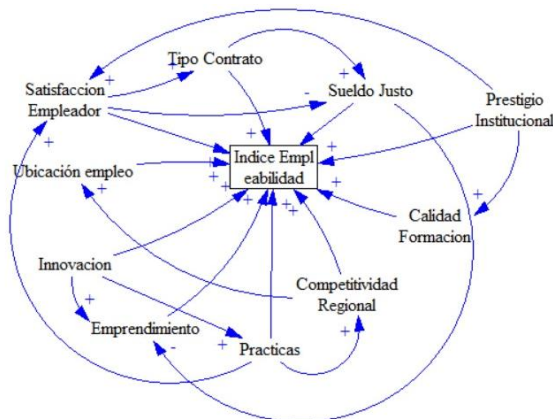 Tipo Contrato
Satisfaccion
Empleador
Sueldo Justo
Prestigio
Institucional
Indice Empl
eabilidad
Ubicación empleo
Calidad
Formacion
Innovacion
Competitividad
Regional
Emprendimiento
Practicas
+
+
+
-
+
+
+
+
+
+
+
+
+
+
+
+
+
-
+
+